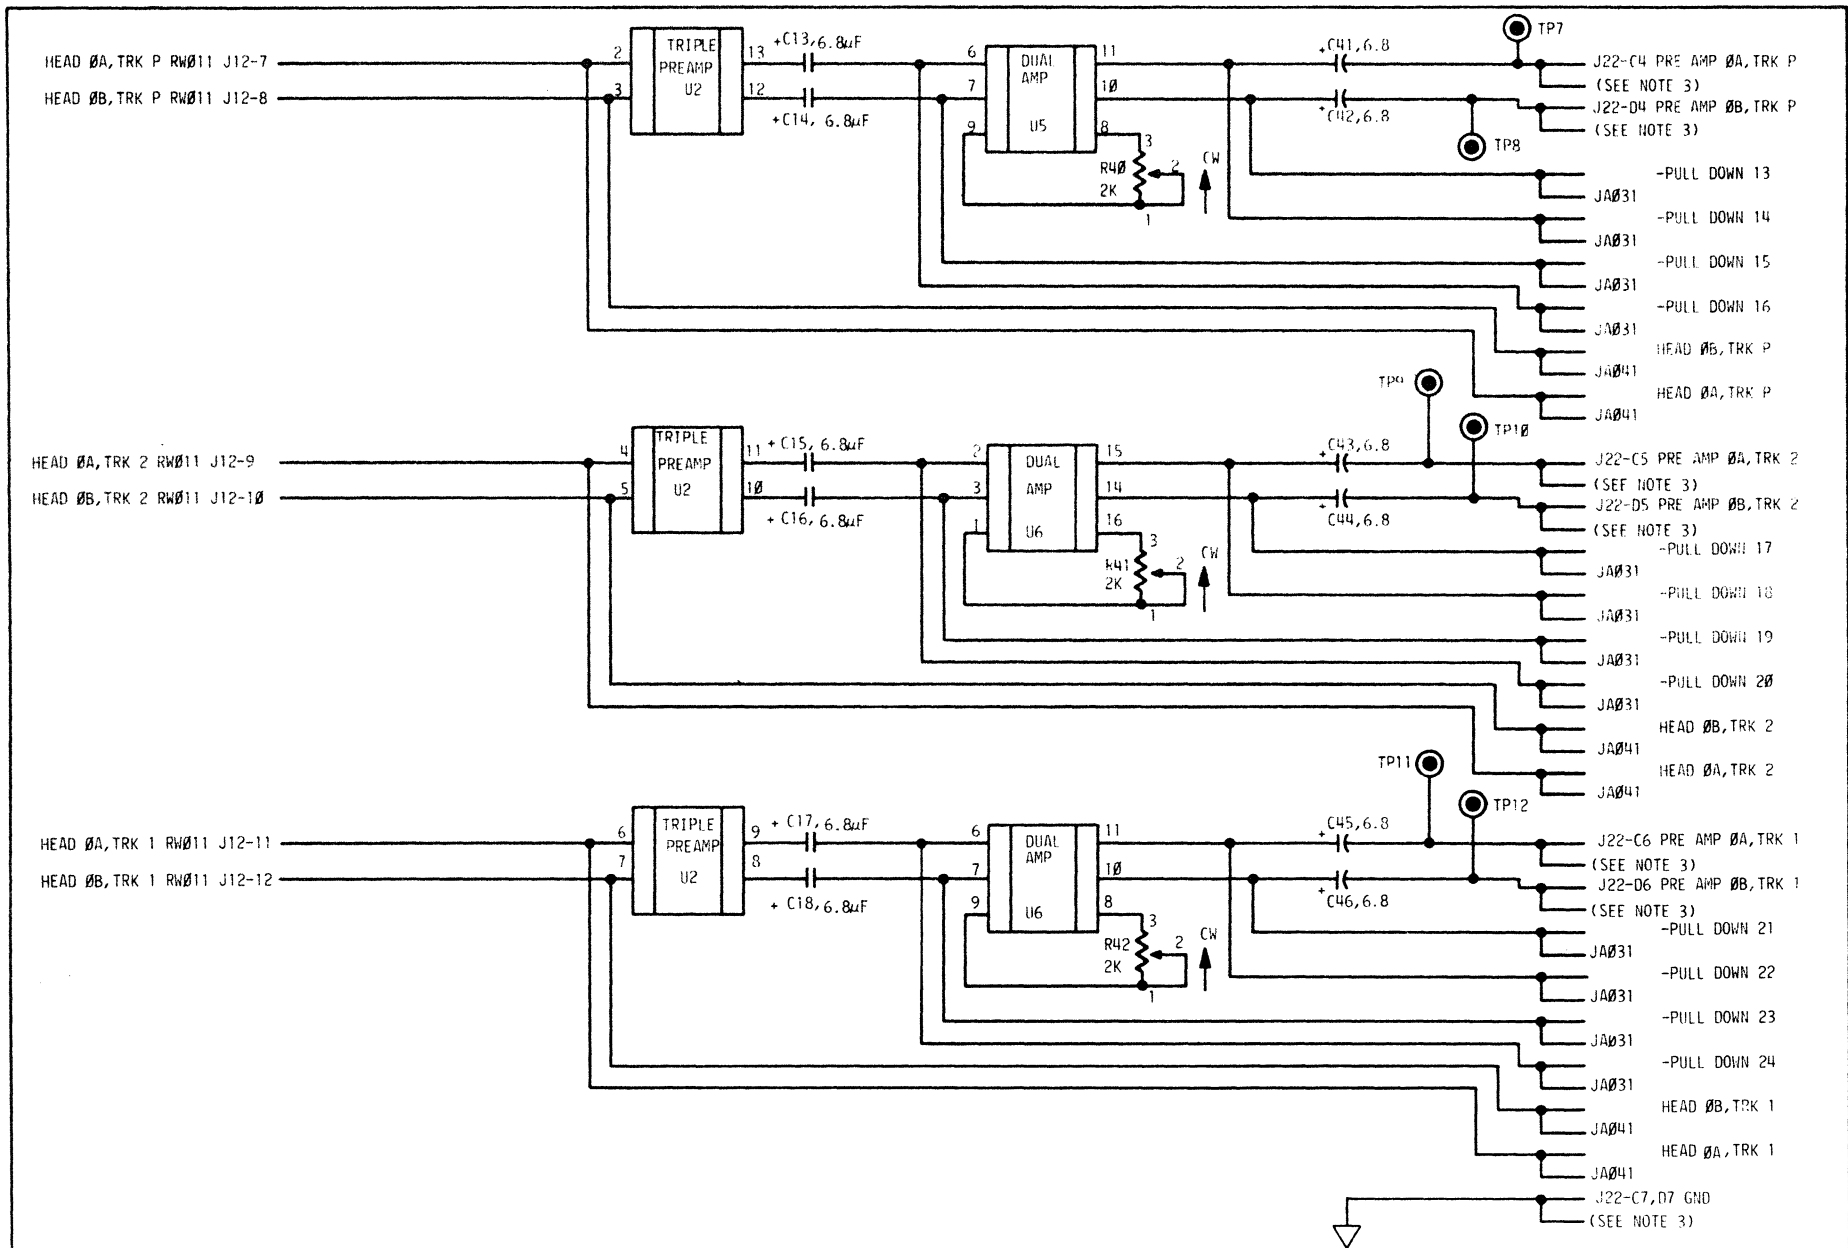 HEAD ØA,TRK P RWØ11 J12-7
HEAD ØB,TRK P RWØ11 J12-8
2
3
TRIPLE
PREAMP
U2
13
12
+C13,6.8µF
+C14, 6.8µF
6
7
9
DUAL
AMP
U5
11
1Ø
8
3
R4Ø
2K
2
1
CW
+C41,6.8
+C42,6.8
TP7
TP8
J22-C4 PRE AMP ØA,TRK P
(SEE NOTE 3)
J22-D4 PRE AMP ØB,TRK P
(SEE NOTE 3)
-PULL DOWN 13
JAØ31
-PULL DOWN 14
JAØ31
-PULL DOWN 15
JAØ31
-PULL DOWN 16
JAØ31
HEAD ØB,TRK P
JAØ41
HEAD ØA,TRK P
JAØ41
HEAD ØA,TRK 2 RWØ11 J12-9
HEAD ØB,TRK 2 RWØ11 J12-1Ø
4
5
TRIPLE
PREAMP
U2
11
1Ø
+ C15,6.8µF
+ C16,6.8µF
2
3
1
DUAL
AMP
U6
15
14
16
3
R41
2K
2
1
CW
+C43,6.8
+C44,6.8
TP9
TP1Ø
J22-C5 PRE AMP ØA,TRK 2
(SEE NOTE 3)
J22-D5 PRE AMP ØB,TRK 2
(SEE NOTE 3)
-PULL DOWN 17
JAØ31
-PULL DOWN 18
JAØ31
-PULL DOWN 19
JAØ31
-PULL DOWN 2Ø
JAØ31
HEAD ØB,TRK 2
JAØ41
HEAD ØA,TRK 2
JAØ41
HEAD ØA,TRK 1 RWØ11 J12-11
HEAD ØB,TRK 1 RWØ11 J12-12
6
7
TRIPLE
PREAMP
U2
9
8
+ C17,6.8µF
+ C18,6.8µF
6
7
9
DUAL
AMP
U6
11
1Ø
8
3
R42
2K
2
1
CW
+C45,6.8
+C46,6.8
TP11
TP12
J22-C6 PRE AMP ØA,TRK 1
(SEE NOTE 3)
J22-D6 PRE AMP ØB,TRK 1
(SEE NOTE 3)
-PULL DOWN 21
JAØ31
-PULL DOWN 22
JAØ31
-PULL DOWN 23
JAØ31
-PULL DOWN 24
JAØ31
HEAD ØB,TRK 1
JAØ41
HEAD ØA,TRK 1
JAØ41
J22-C7,D7 GND
(SEE NOTE 3)